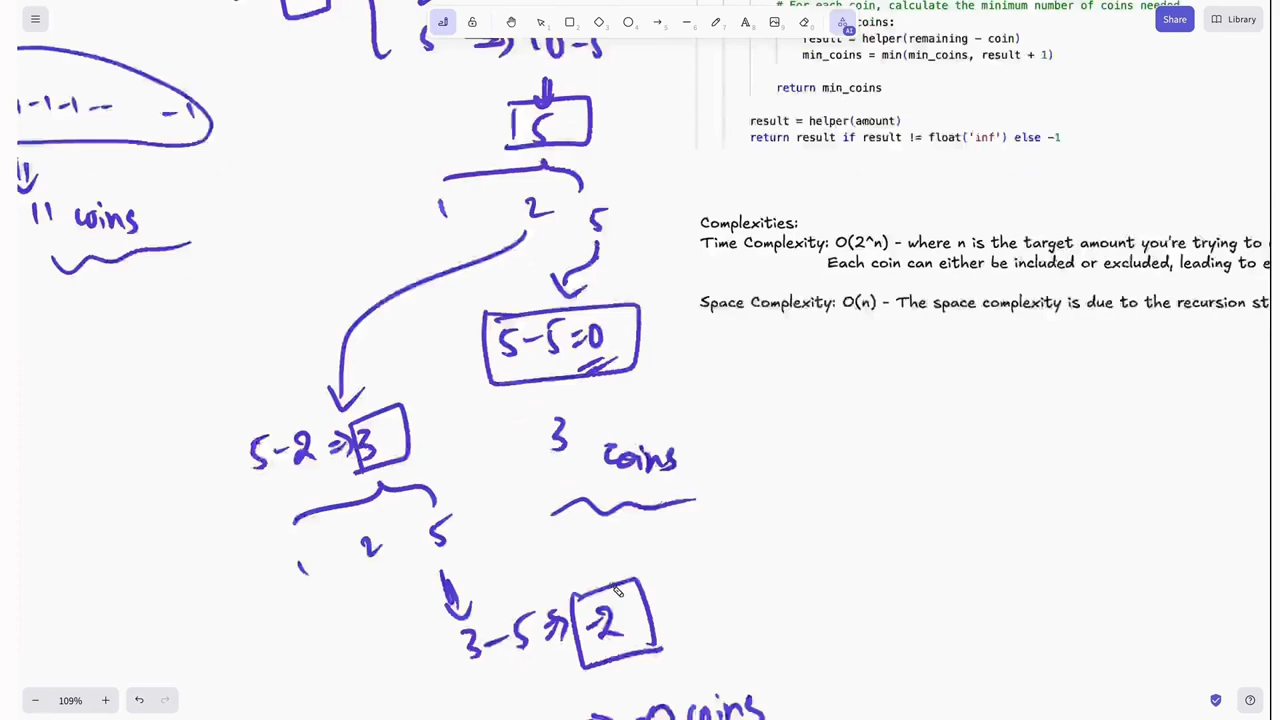 Share
Library
# For each coin, calculate the minimum number of coins needed
coins:
result = helper(remaining - coin)
min_coins = min(min_coins, result + 1)
return min_coins
result = helper(amount)
return result if result != float('inf') else -1
5 => 10-5
5
1 2 5
-1-1-1-- -1
11 coins
5-5=0
5-2=>3
3 coins
1 2 5
3-5=>-2
coins
Complexities:
Time Complexity: O(2^n) - where n is the target amount you're trying to
Each coin can either be included or excluded, leading to e
Space Complexity: O(n) - The space complexity is due to the recursion st
109%
AI